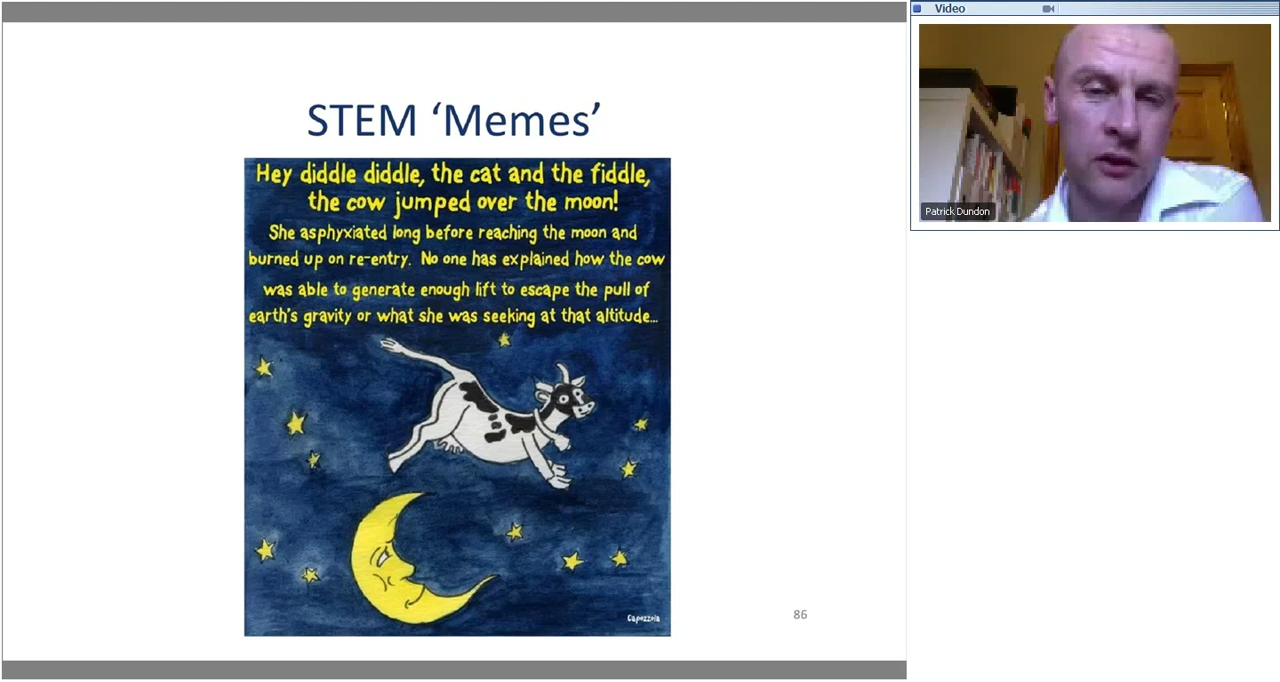 STEM ‘Memes’
Hey diddle diddle, the cat and the fiddle,
the cow jumped over the moon!
She asphyxiated long before reaching the moon and
burned up on re-entry. No one has explained how the cow
was able to generate enough lift to escape the pull of
earth's gravity or what she was seeking at that altitude...
Capozzola
86
Video
Patrick Dundon